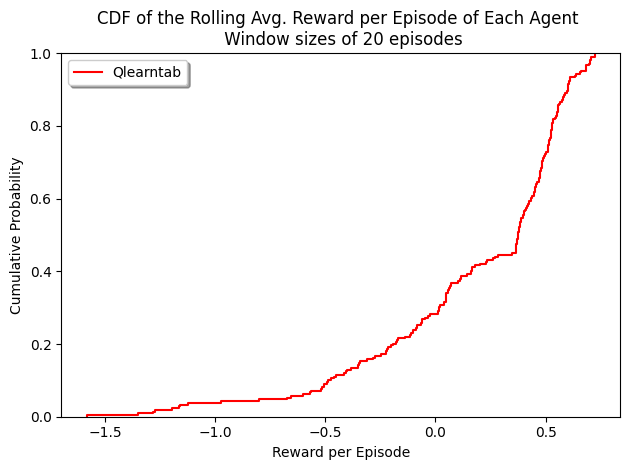 CDF of the Rolling Avg. Reward per Episode of Each Agent
Window sizes of 20 episodes
Qlearntab
Cumulative Probability
1.0
0.8
0.6
0.4
0.2
0.0
−1.5 −1.0 −0.5 0.0 0.5
Reward per Episode